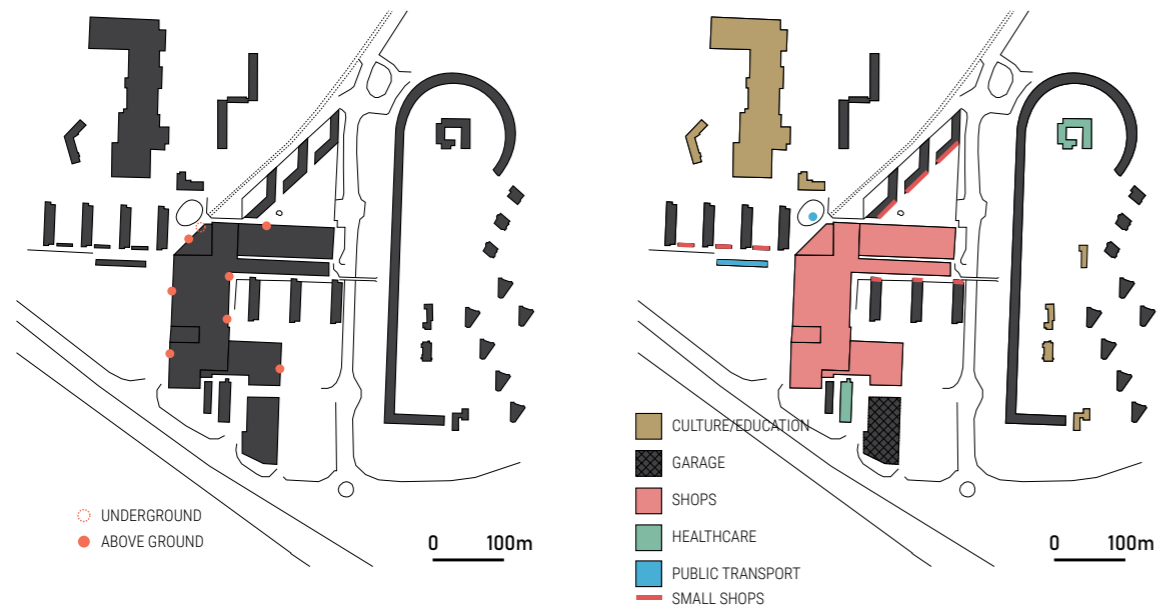 UNDERGROUND
ABOVE GROUND
0 100m
CULTURE/EDUCATION
GARAGE
SHOPS
HEALTHCARE
PUBLIC TRANSPORT
SMALL SHOPS
0 100m